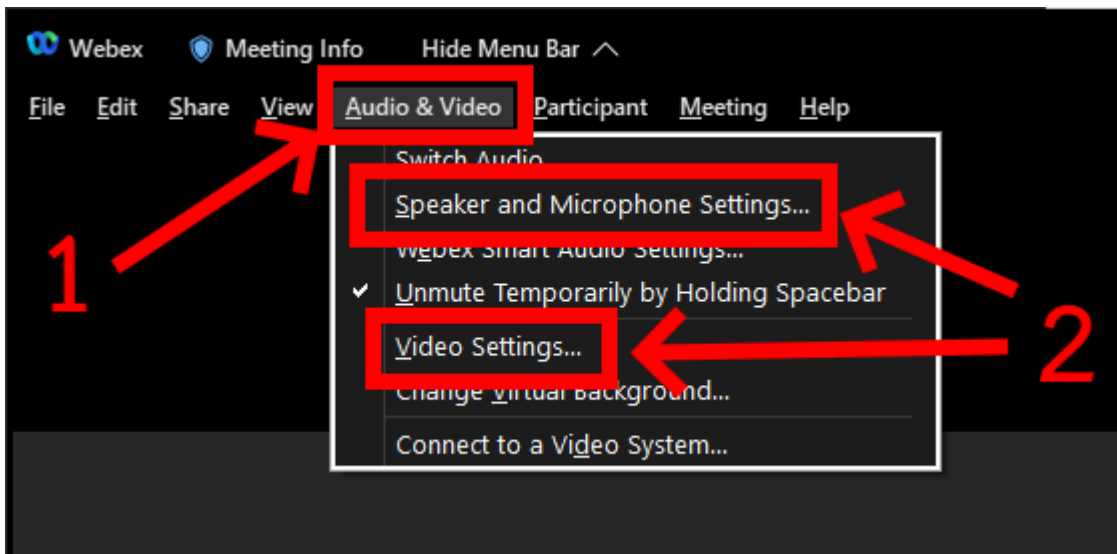 Webex Meeting Info Hide Menu Bar
File Edit Share View Audio & Video Participant Meeting Help
Switch Audio
Speaker and Microphone Settings...
Webex Smart Audio Settings...
Unmute Temporarily by Holding Spacebar
Video Settings...
Change Virtual Background...
Connect to a Video System...
1
2